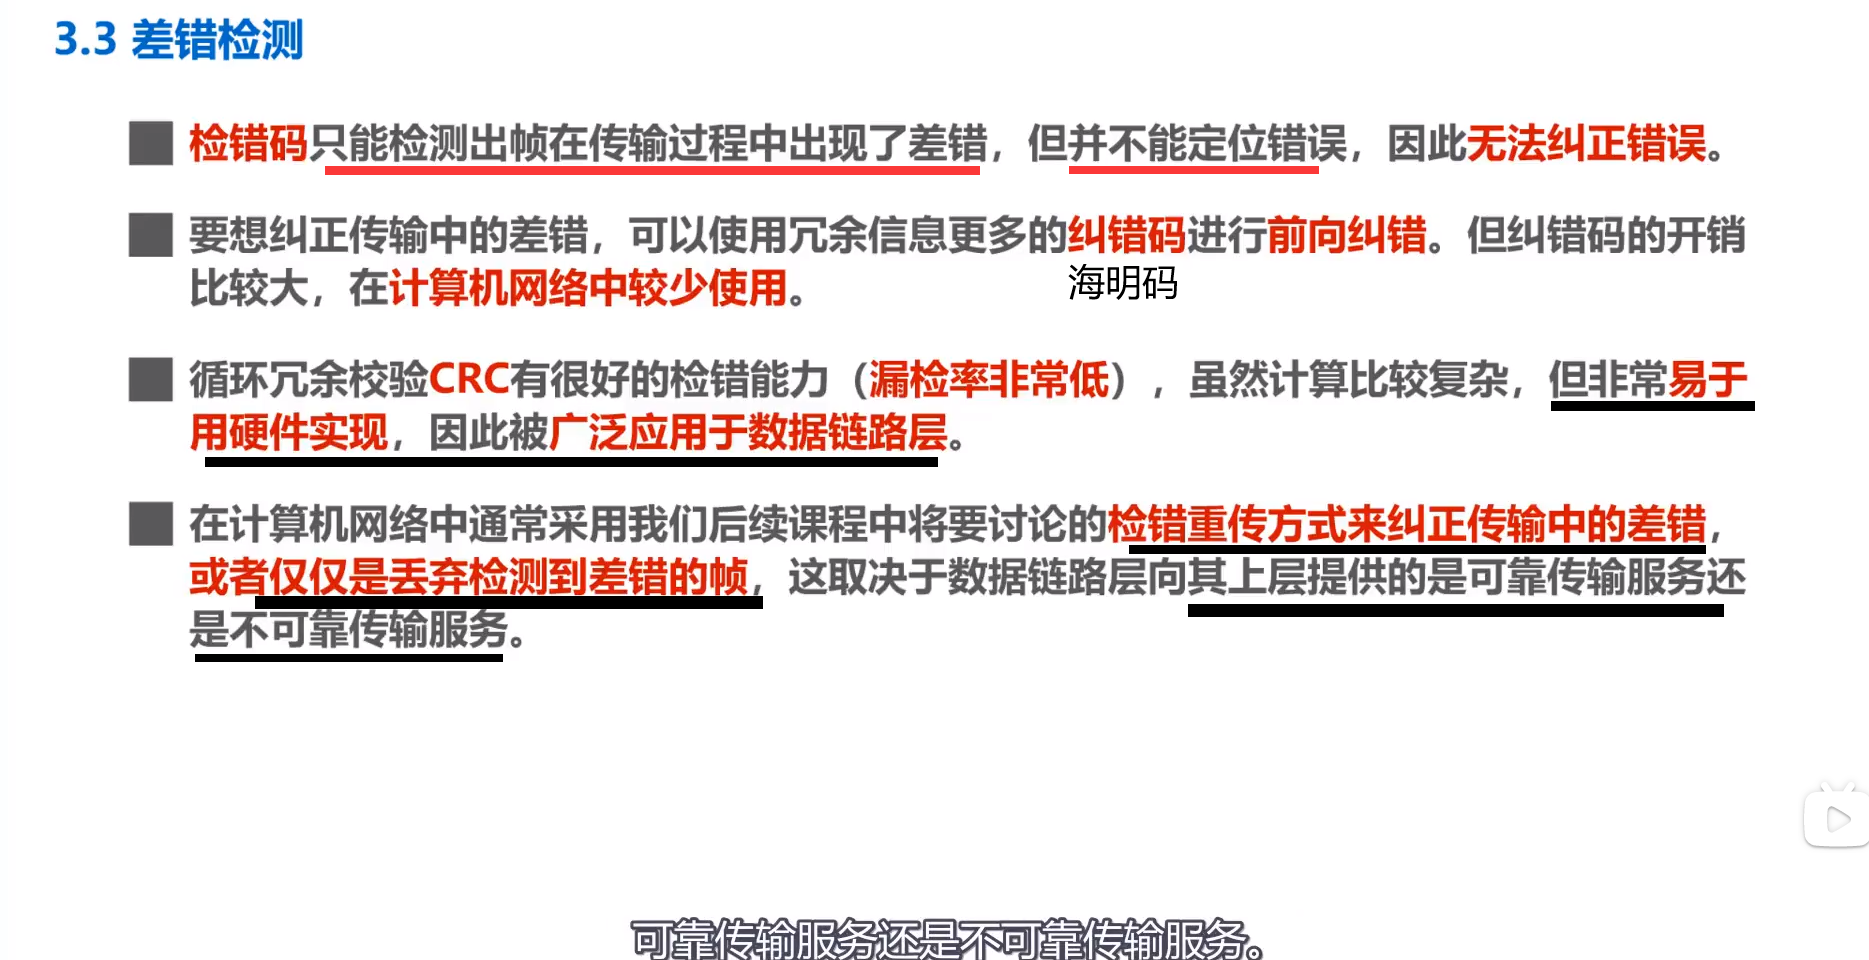 3.3 差错检测
检错码只能检测出帧在传输过程中出现了差错，但并不能定位错误，因此无法纠正错误。
要想纠正传输中的差错，可以使用冗余信息更多的纠错码进行前向纠错。但纠错码的开销
比较大，在计算机网络中较少使用。
海明码
循环冗余校验CRC有很好的检错能力（漏检率非常低），虽然计算比较复杂，但非常易于
用硬件实现，因此被广泛应用于数据链路层。
在计算机网络中通常采用我们后续课程中将要讨论的检错重传方式来纠正传输中的差错，
或者仅仅是丢弃检测到差错的帧，这取决于数据链路层向其上层提供的是可靠传输服务还
是不可靠传输服务。
可靠传输服务还是不可靠传输服务。